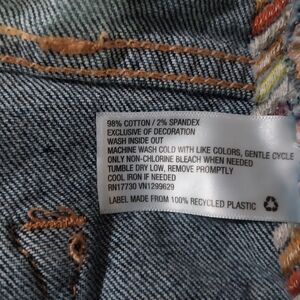 98% COTTON / 2% SPANDEX
EXCLUSIVE OF DECORATION
WASH INSIDE OUT
MACHINE WASH COLD WITH LIKE COLORS, GENTLE CYCLE
ONLY NON-CHLORINE BLEACH WHEN NEEDED
TUMBLE DRY LOW, REMOVE PROMPTLY
COOL IRON IF NEEDED
RN17730 VN1299629
LABEL MADE FROM 100% RECYCLED PLASTIC